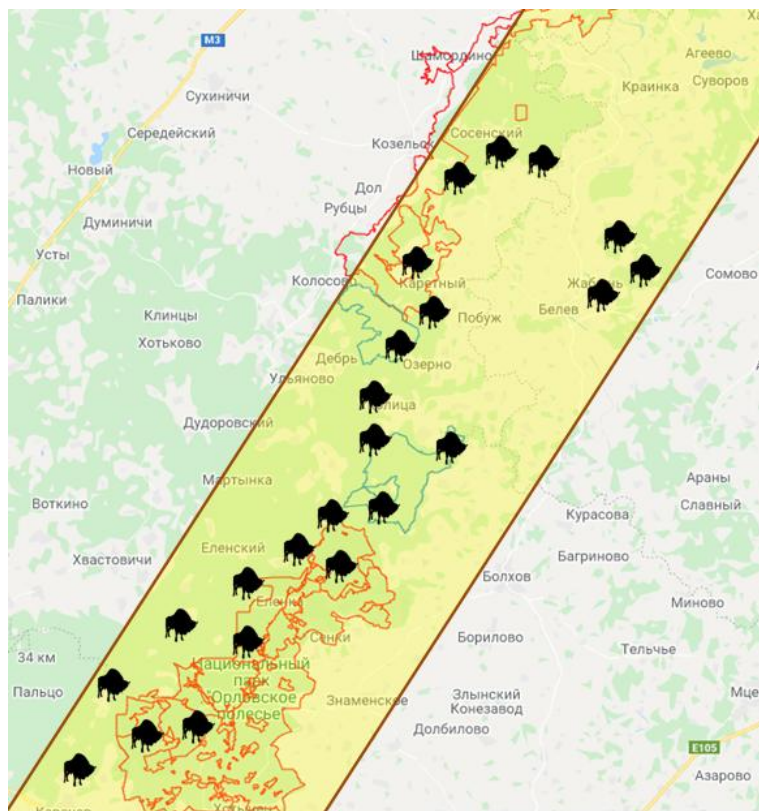 М3
Шамордино
Агеево
Краинка
Суворов
Сухиничи
Середейский
Козельск
Сосенский
Новый
Дол
Рубцы
Думиничи
Усты
Колосово
Каретный
Жабынь
Сомово
Палики
Клинцы
Побуж
Белев
Хотьково
Дебрь
Озерно
Ульяново
Дудоровский
Мартынка
Араны
Воткино
Славный
Курасова
Еленский
Хвастовичи
Багриново
Болхов
Еленка
Миново
Сенки
Борилово
34 км
Тельчье
Национальный
парк
"Орловское
полесье"
Пальцо
Знаменское
Злынский
Конезавод
Долбилово
E105
Азарово